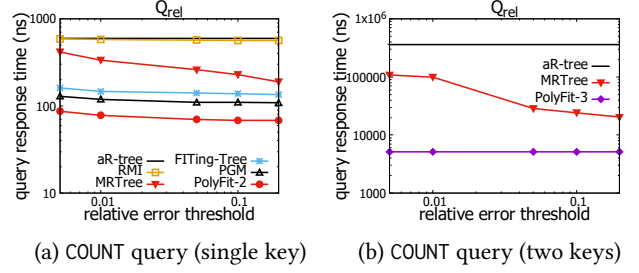 Q_rel
query response time (ns)
1000
100
10
aR-tree
RMI
MRTree
FITing-Tree
PGM
PolyFit-2
0.01
0.1
relative error threshold
(a) COUNT query (single key)
Q_rel
query response time (ns)
1x10^6
100000
10000
1000
aR-tree
MRTree
PolyFit-3
0.01
0.1
relative error threshold
(b) COUNT query (two keys)